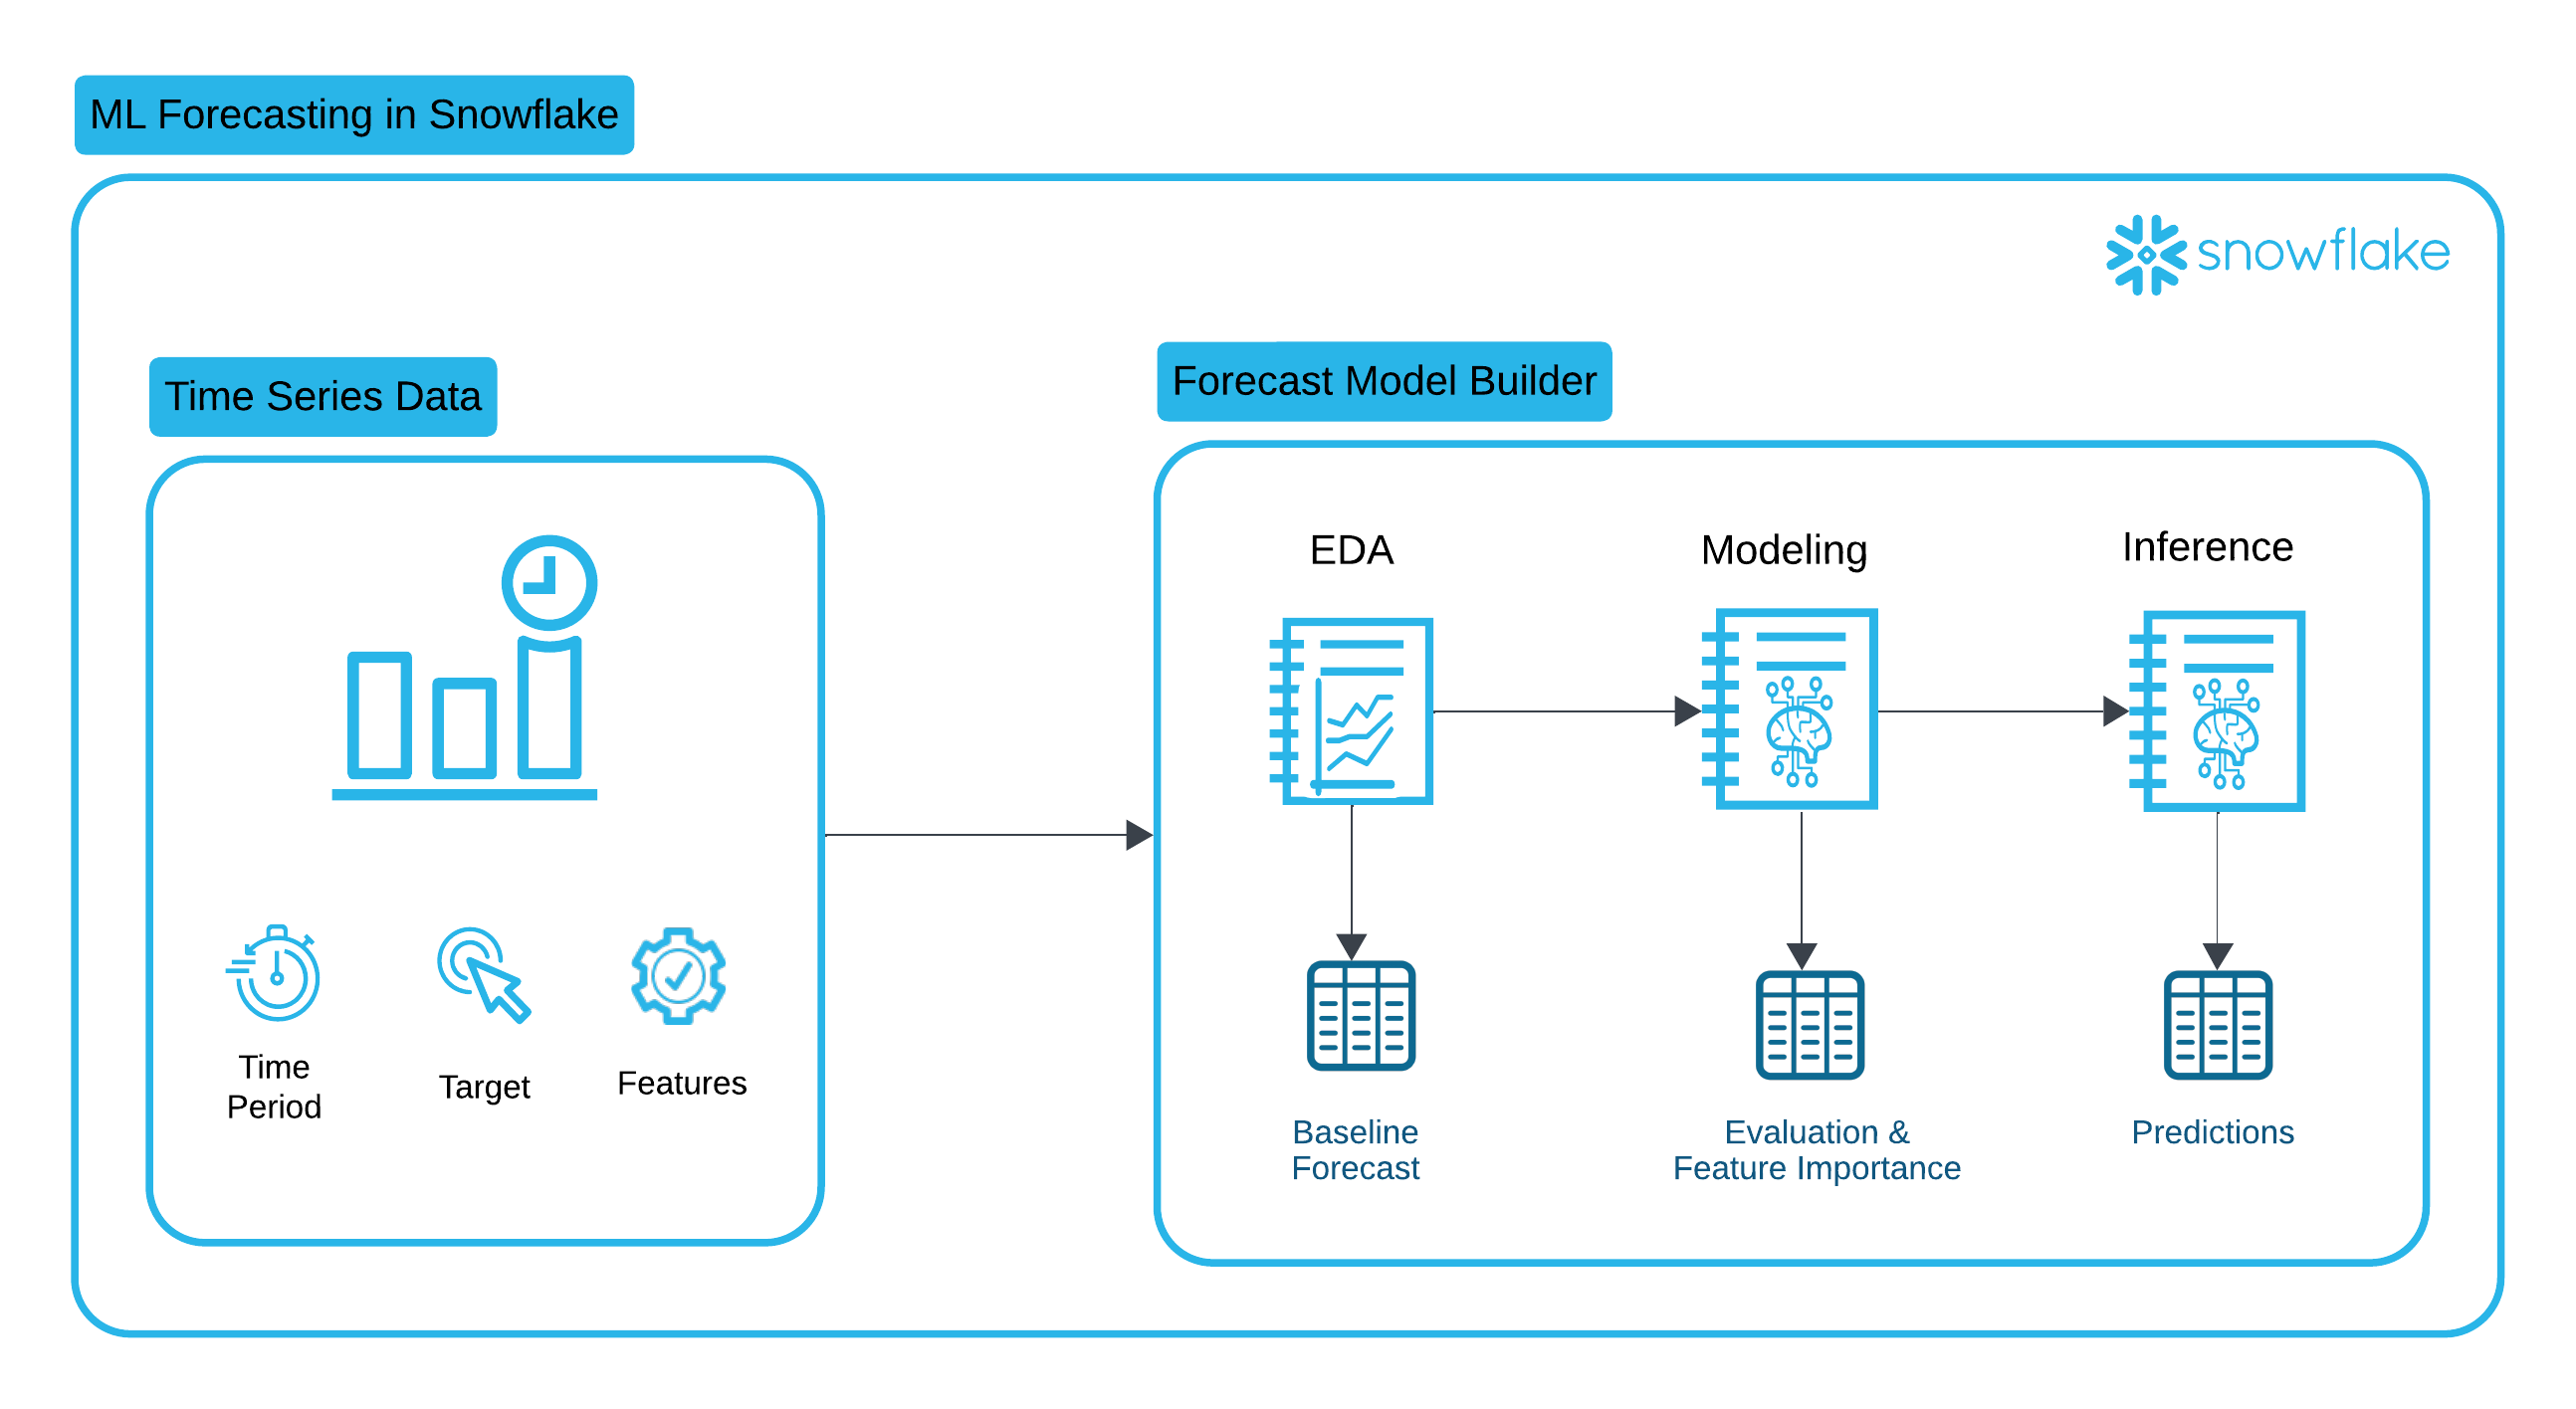 ML Forecasting in Snowflake
snowflake
Time Series Data
Time
Period
Target
Features
Forecast Model Builder
EDA
Modeling
Inference
Baseline
Forecast
Evaluation &
Feature Importance
Predictions